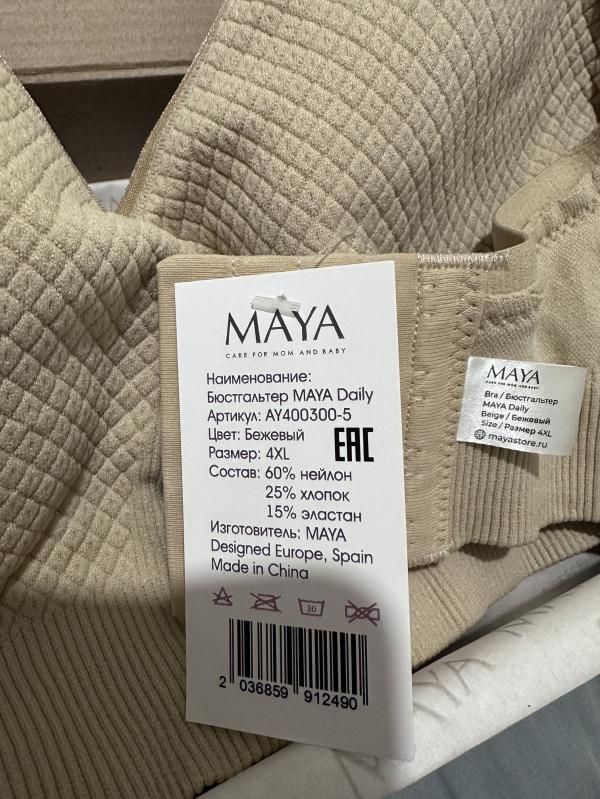 MAYA
CARE FOR MOM AND BABY
Наименование:
Бюстгальтер MAYA Daily
Артикул: AY400300-5
Цвет: Бежевый
EAC
Размер: 4XL
Состав: 60% нейлон
25% хлопок
15% эластан
Изготовитель: MAYA
Designed Europe, Spain
Made in China
30
2 036859 912490
MAYA
CARE FOR MOM AND BABY
Bra / Бюстгальтер
MAYA Daily
Beige / Бежевый
Size / Размер 4XL
mayastore.ru
MAYA